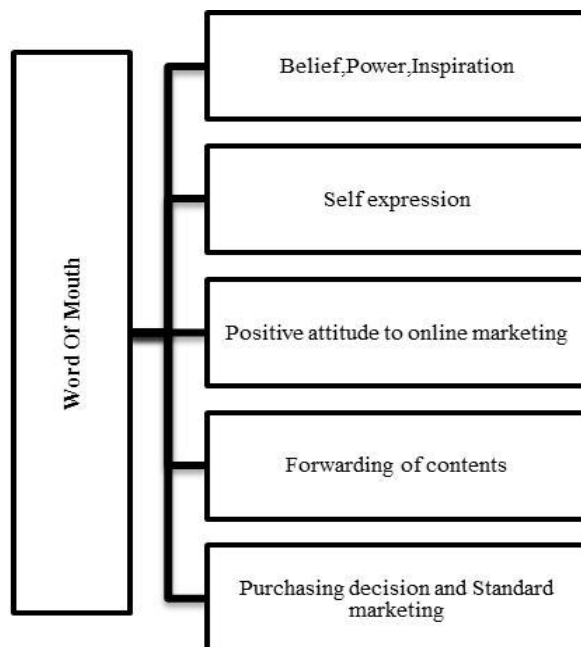 Word Of Mouth
Belief,Power,Inspiration
Self expression
Positive attitude to online marketing
Forwarding of contents
Purchasing decision and Standard
marketing